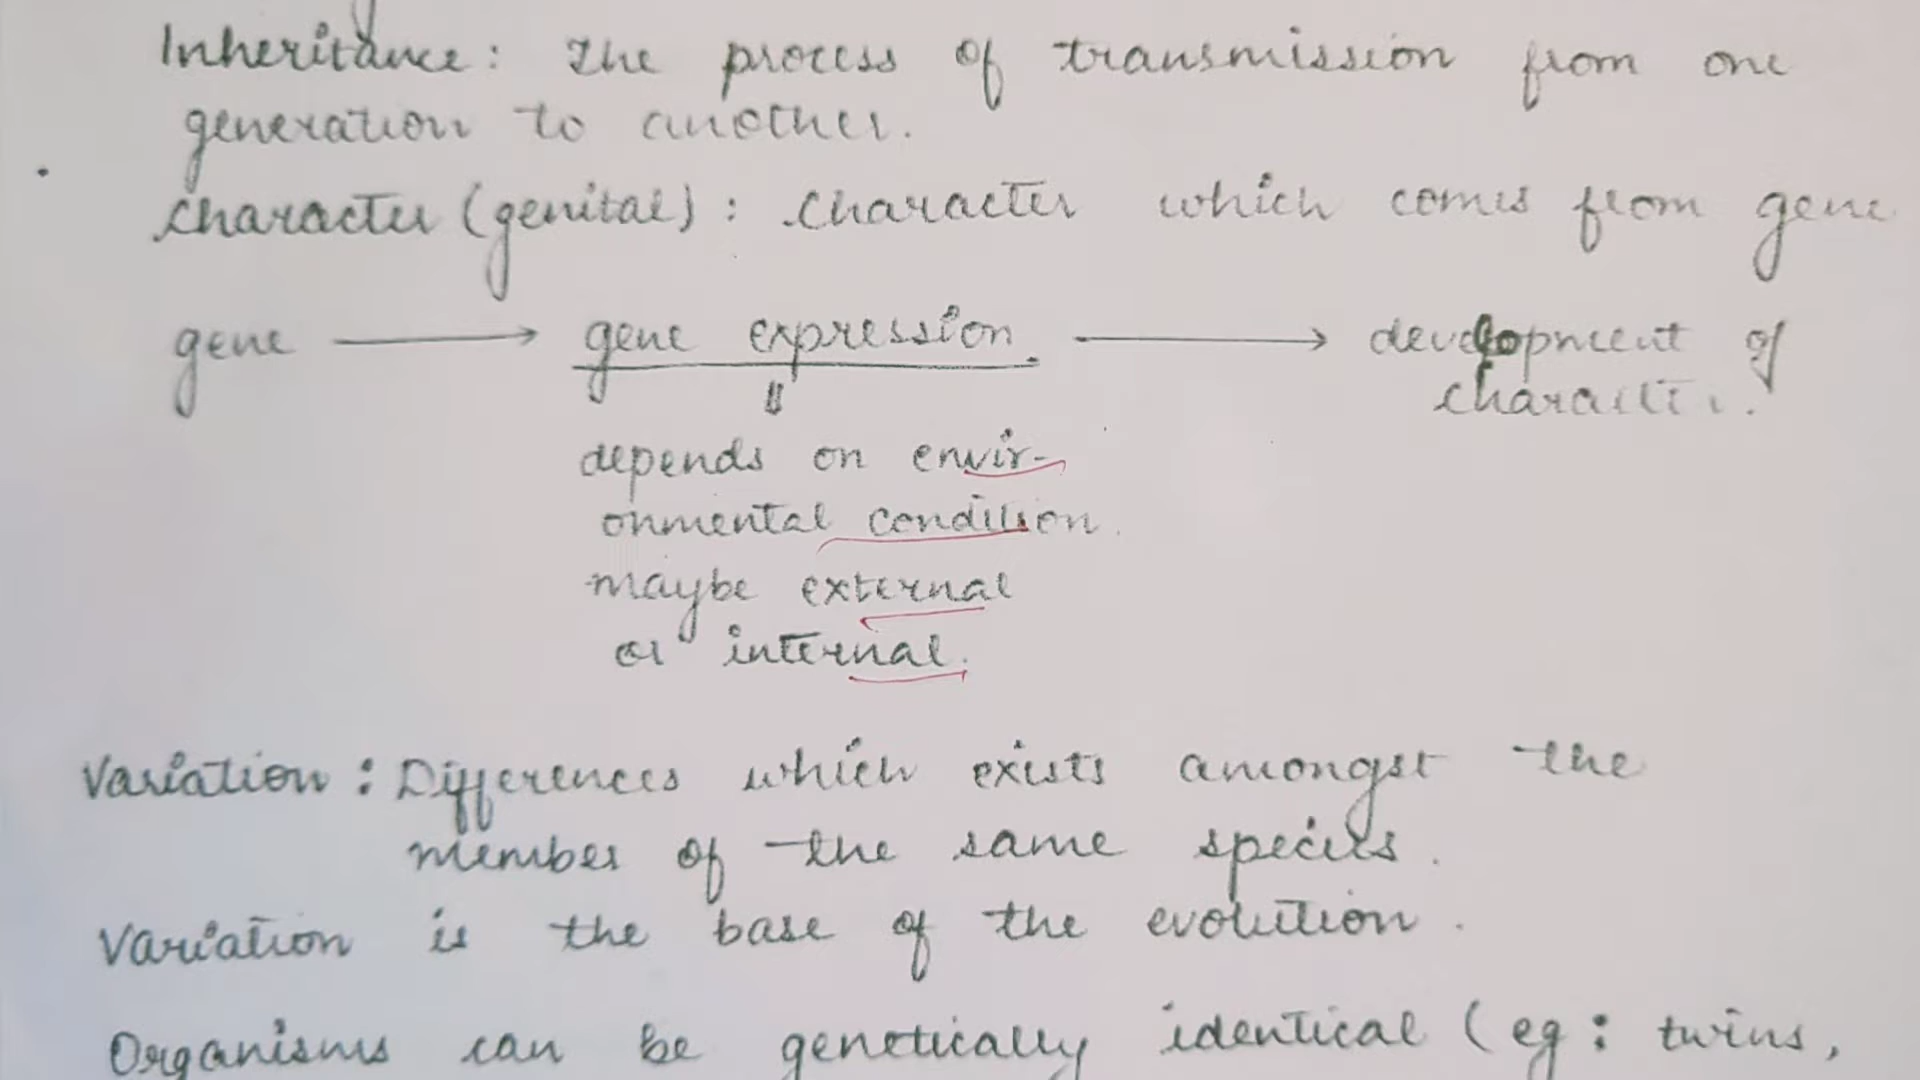 Inheritance: The process of transmission from one
generation to another.
character (genital): character which comes from gene
gene → gene expression. → development of
character.
depends on envir-
onmental condition.
maybe external
or internal.
Variation: Differences which exists amongst the
member of the same species.
Variation is the base of the evolution.
Organisms can be genetically identical (eg: twins,